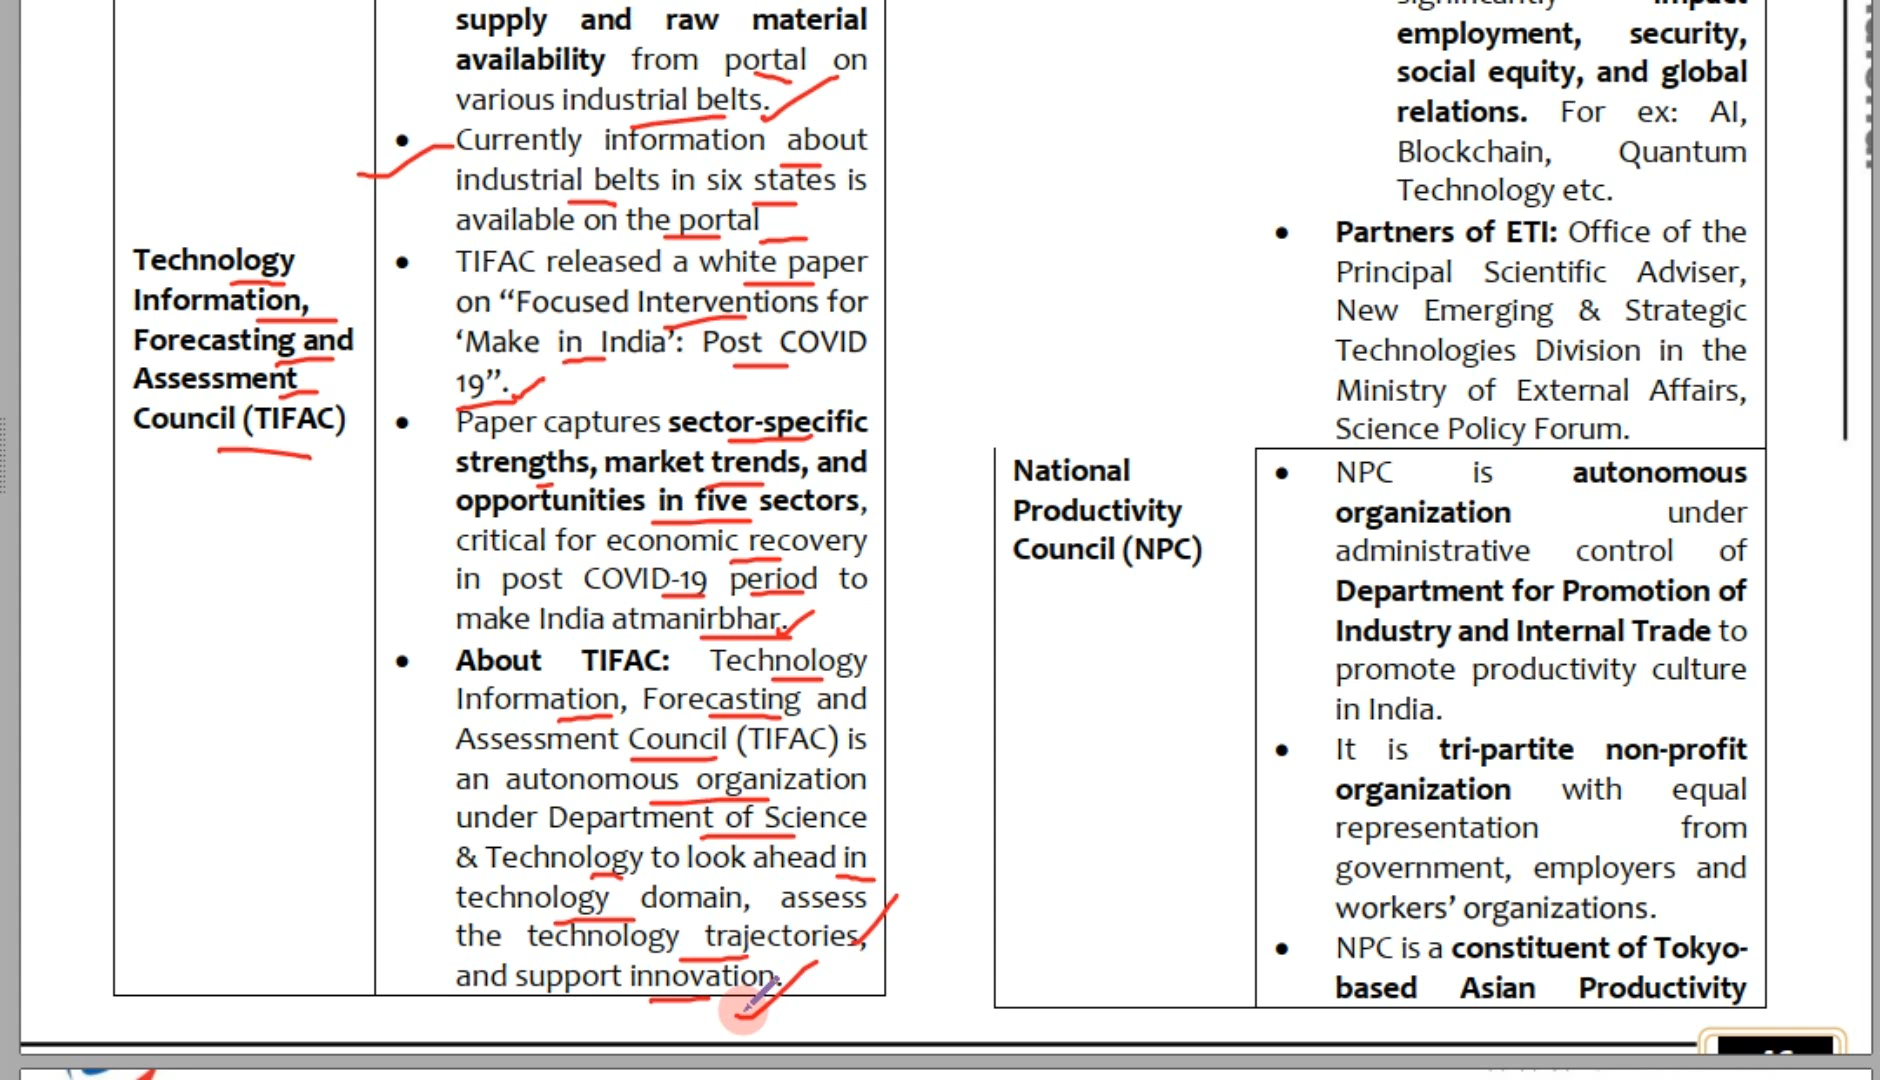 supply and raw material
availability from portal on
various industrial belts.
• Currently information about
industrial belts in six states is
available on the portal
• TIFAC released a white paper
on “Focused Interventions for
‘Make in India’: Post COVID
19”.
• Paper captures sector-specific
strengths, market trends, and
opportunities in five sectors,
critical for economic recovery
in post COVID-19 period to
make India atmanirbhar.
• About TIFAC: Technology
Information, Forecasting and
Assessment Council (TIFAC) is
an autonomous organization
under Department of Science
& Technology to look ahead in
technology domain, assess
the technology trajectories,
and support innovation.
Technology
Information,
Forecasting and
Assessment
Council (TIFAC)
significantly impact
employment, security,
social equity, and global
relations. For ex: AI,
Blockchain, Quantum
Technology etc.
• Partners of ETI: Office of the
Principal Scientific Adviser,
New Emerging & Strategic
Technologies Division in the
Ministry of External Affairs,
Science Policy Forum.
National
Productivity
Council (NPC)
• NPC is autonomous
organization under
administrative control of
Department for Promotion of
Industry and Internal Trade to
promote productivity culture
in India.
• It is tri-partite non-profit
organization with equal
representation from
government, employers and
workers’ organizations.
• NPC is a constituent of Tokyo-
based Asian Productivity